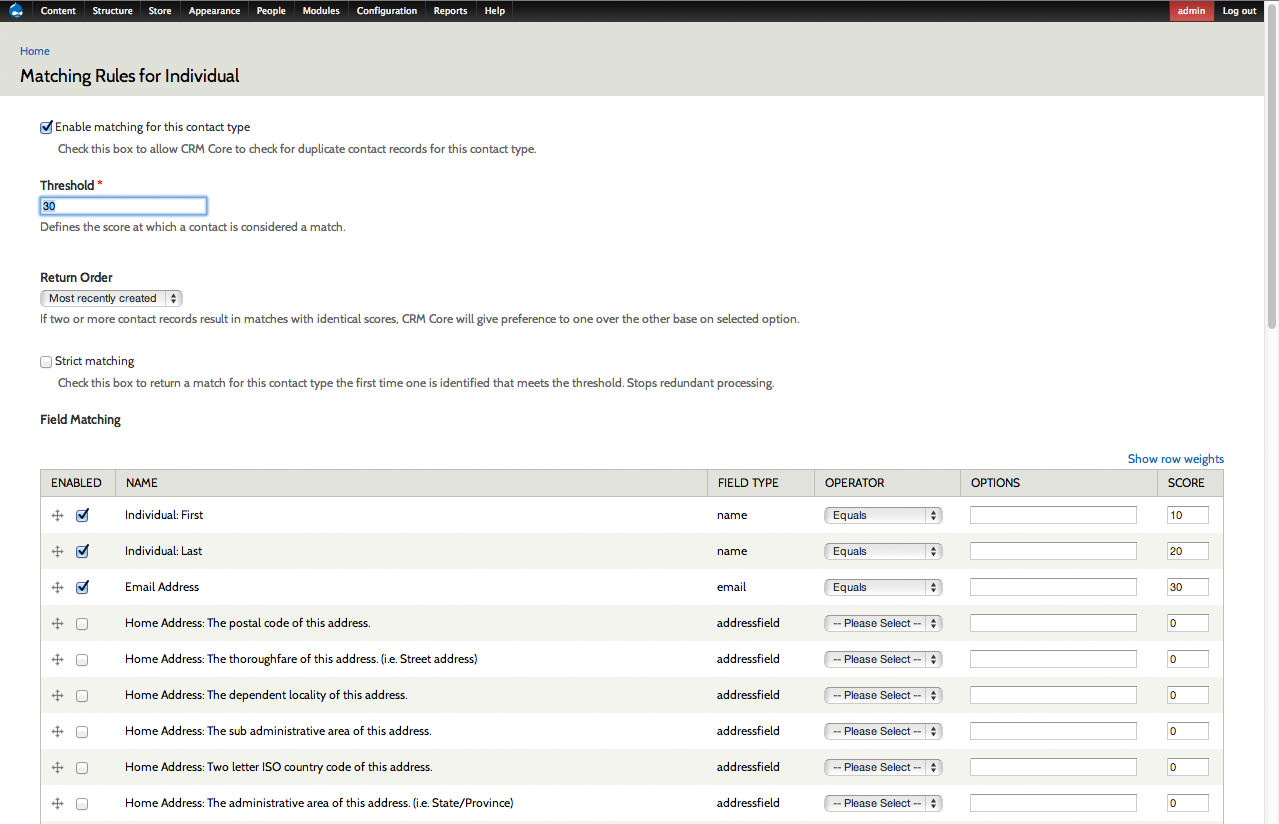 Content Structure Store Appearance People Modules Configuration Reports Help admin Log out
Home
Matching Rules for Individual
Enable matching for this contact type
Check this box to allow CRM Core to check for duplicate contact records for this contact type.
Threshold *
30
Defines the score at which a contact is considered a match.
Return Order
Most recently created
If two or more contact records result in matches with identical scores, CRM Core will give preference to one over the other base on selected option.
Strict matching
Check this box to return a match for this contact type the first time one is identified that meets the threshold. Stops redundant processing.
Field Matching
Show row weights
ENABLED NAME FIELD TYPE OPERATOR OPTIONS SCORE
Individual: First name Equals 10
Individual: Last name Equals 20
Email Address email Equals 30
Home Address: The postal code of this address. addressfield -- Please Select -- 0
Home Address: The thoroughfare of this address. (i.e. Street address) addressfield -- Please Select -- 0
Home Address: The dependent locality of this address. addressfield -- Please Select -- 0
Home Address: The sub administrative area of this address. addressfield -- Please Select -- 0
Home Address: Two letter ISO country code of this address. addressfield -- Please Select -- 0
Home Address: The administrative area of this address. (i.e. State/Province) addressfield -- Please Select -- 0